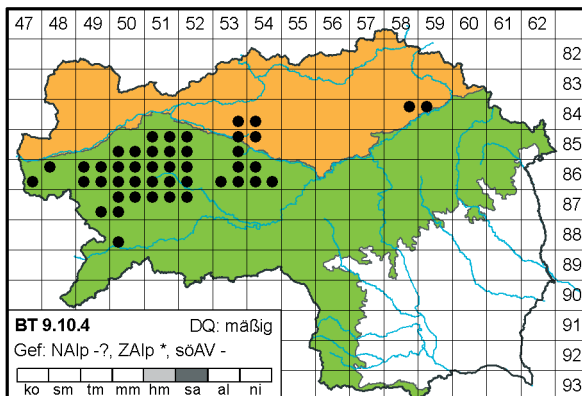 47 48 49 50 51 52 53 54 55 56 57 58 59 60 61 62
82
83
84
85
86
87
88
90
91
92
93
BT 9.10.4 DQ: mäßig
Gef: NAlp -?, ZAlp *, söAV -
ko sm tm mm hm sa al ni